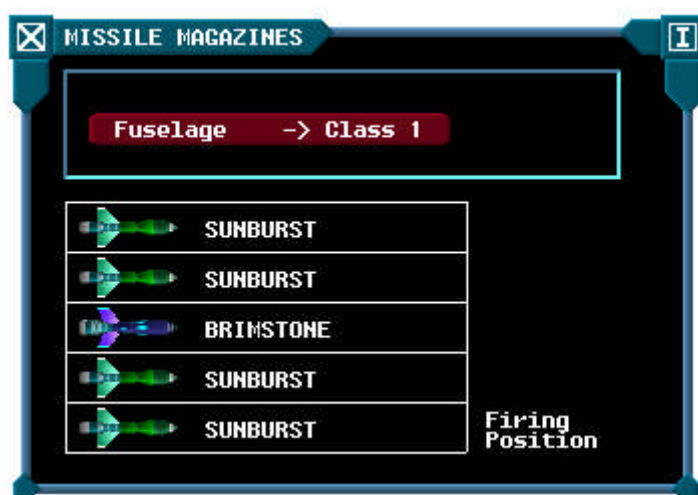 MISSILE MAGAZINES
I
Fuselage -> Class 1
SUNBURST
SUNBURST
BRIMSTONE
SUNBURST
SUNBURST
Firing
Position